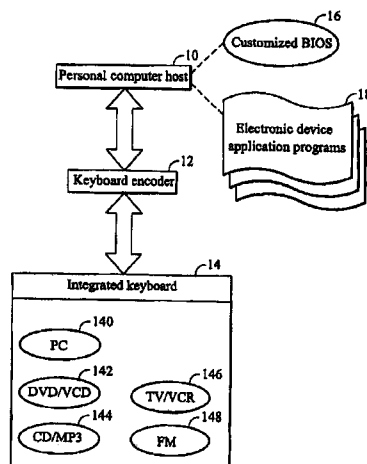 16
Customized BIOS
10
Personal computer host
18
Electronic device
application programs
12
Keyboard encoder
14
Integrated keyboard
140
PC
142
DVD/VCD
146
TV/VCR
144
CD/MP3
148
FM